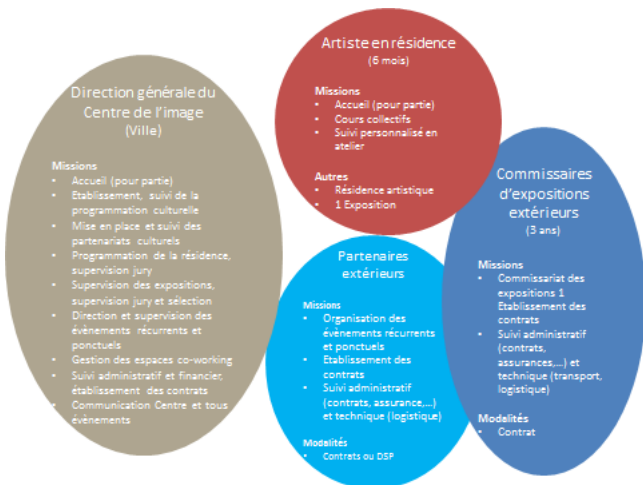 Direction générale du
Centre de l'image
(Ville)
Missions
• Accueil (pour partie)
• Etablissement, suivi de la
programmation culturelle
• Mise en place et suivi des
partenariats culturels
• Programmation de la résidence,
supervision jury
• Supervision des expositions,
supervision jury et sélection
• Direction et supervision des
évènements récurrents et
ponctuels
• Gestion des espaces co-working
• Suivi administratif et financier,
établissement des contrats
• Communication Centre et tous
évènements
Artiste en résidence
(6 mois)
Missions
• Accueil (pour partie)
• Cours collectifs
• Suivi personnalisé en
atelier
Autres
• Résidence artistique
• 1 Exposition
Partenaires
extérieurs
Missions
• Organisation des
évènements récurrents
et ponctuels
• Etablissement des
contrats
• Suivi administratif
(contrats, assurance,…)
et technique (logistique)
Modalités
• Contrats ou DSP
Commissaires
d'expositions
extérieurs
(3 ans)
Missions
• Commissariat des
expositions 1
Etablissement des
contrats
• Suivi administratif
(contrats,
assurances,…) et
technique (transport,
logistique)
Modalités
• Contrat